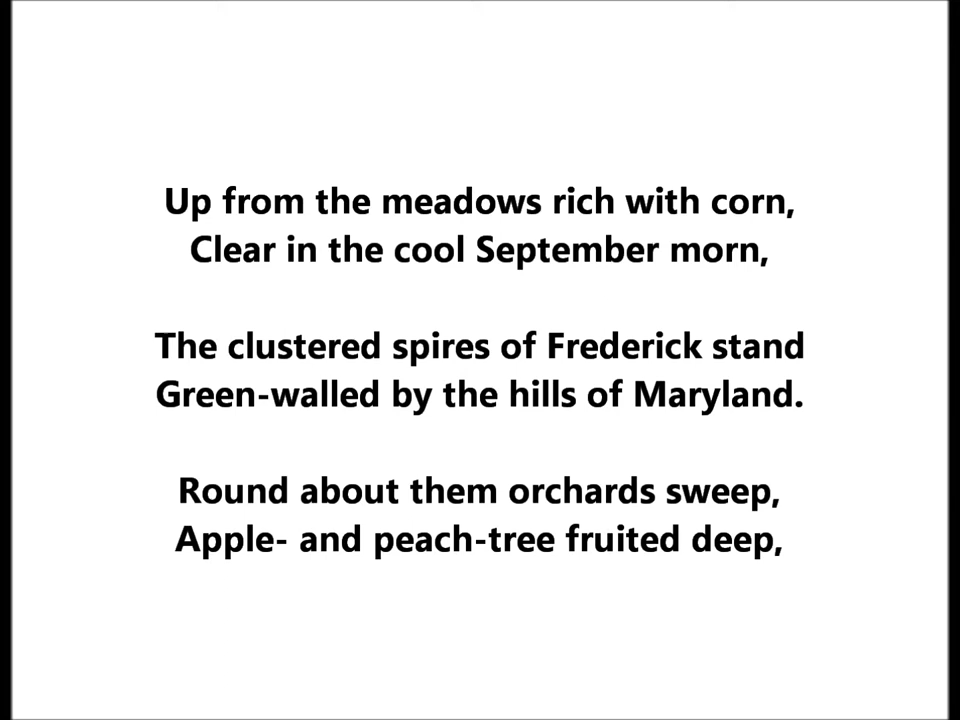 Up from the meadows rich with corn,
Clear in the cool September morn,
The clustered spires of Frederick stand
Green-walled by the hills of Maryland.
Round about them orchards sweep,
Apple- and peach-tree fruited deep,